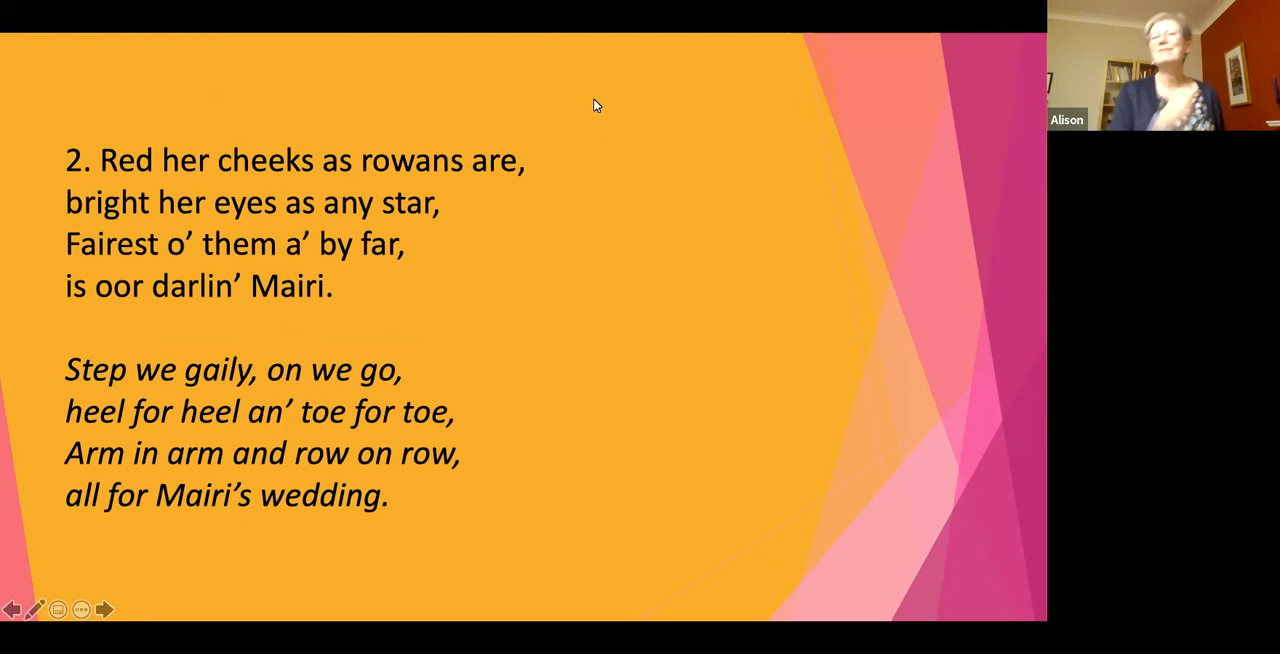 2. Red her cheeks as rowans are,
bright her eyes as any star,
Fairest o’ them a’ by far,
is oor darlin’ Mairi.
Step we gaily, on we go,
heel for heel an’ toe for toe,
Arm in arm and row on row,
all for Mairi’s wedding.
Alison